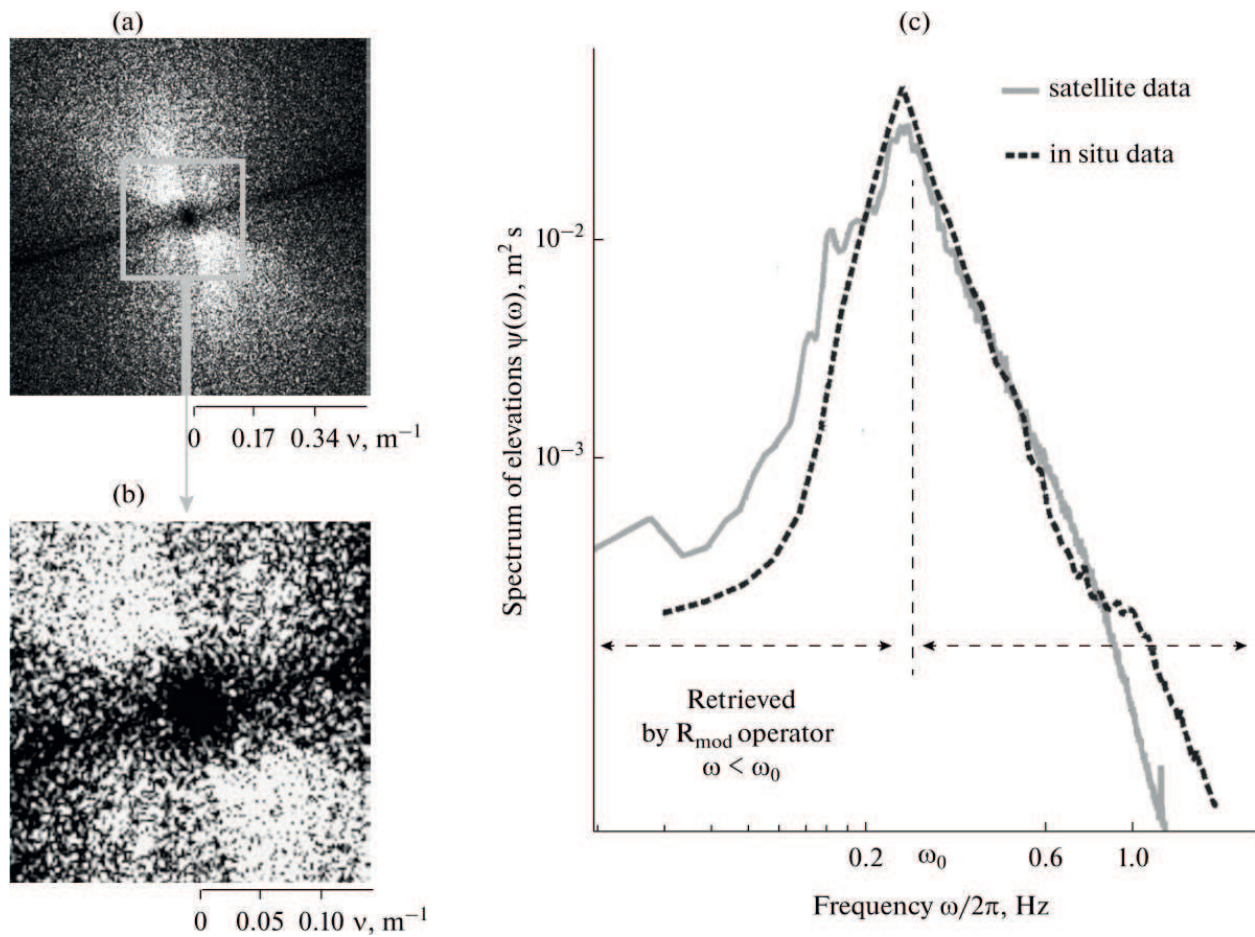 (a)
0 0.17 0.34 ν, m⁻¹
(b)
0 0.05 0.10 ν, m⁻¹
(c)
satellite data
in situ data
Spectrum of elevations ψ(ω), m² s
10⁻²
10⁻³
Retrieved
by R_mod operator
ω < ω₀
0.2 ω₀ 0.6 1.0
Frequency ω/2π, Hz